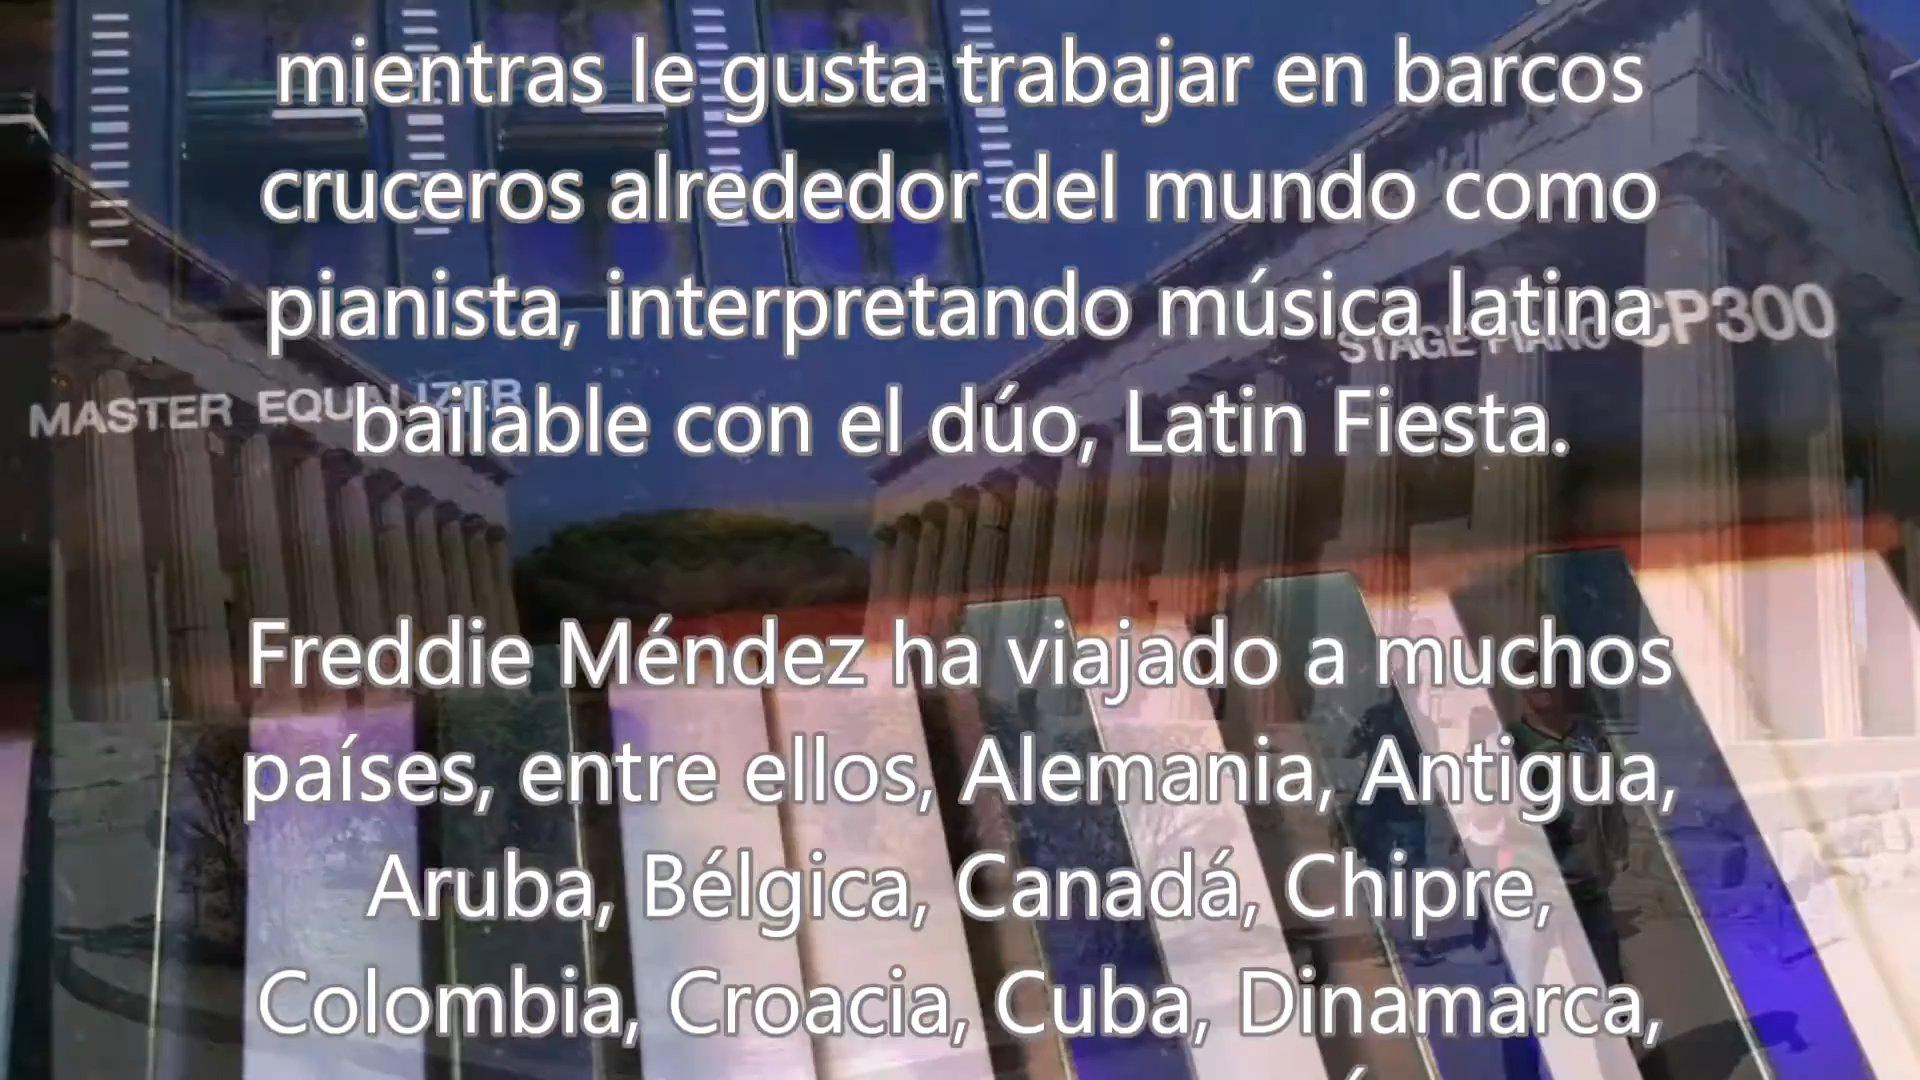 mientras le gusta trabajar en barcos
cruceros alrededor del mundo como
pianista, interpretando música latina
STAGE PIANO CP300
MASTER EQUALIZER
bailable con el dúo, Latin Fiesta.
Freddie Méndez ha viajado a muchos
países, entre ellos, Alemania, Antigua,
Aruba, Bélgica, Canadá, Chipre,
Colombia, Croacia, Cuba, Dinamarca,